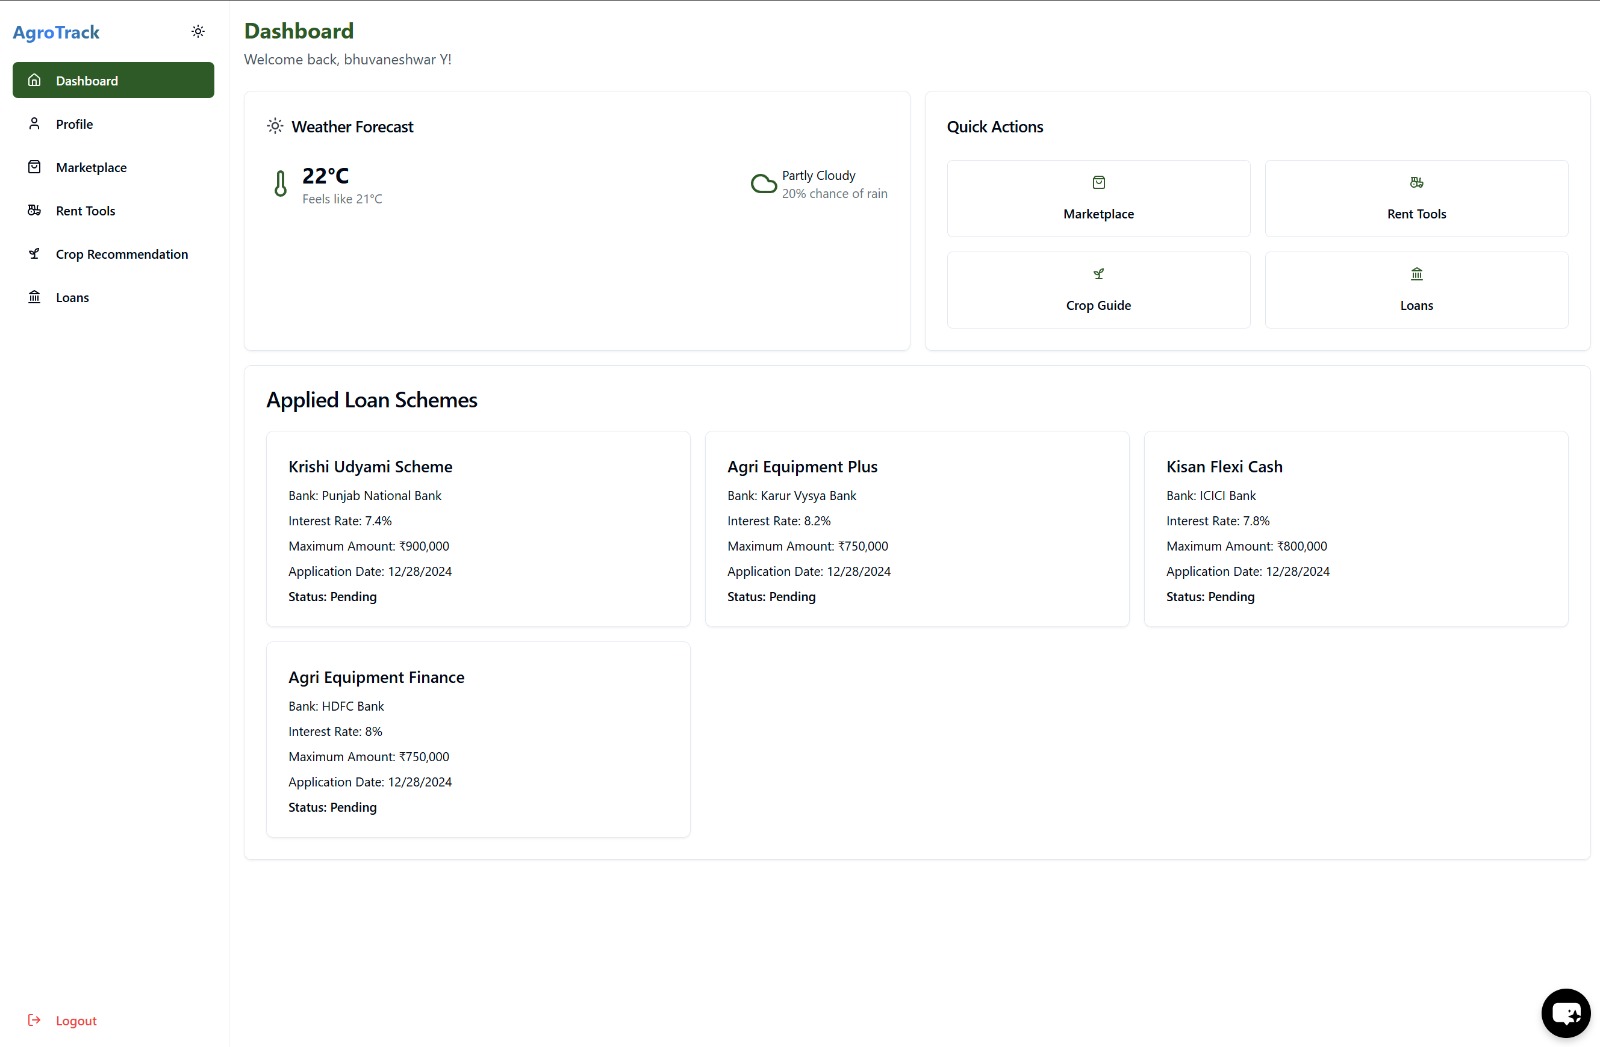 AgroTrack
Dashboard
Profile
Marketplace
Rent Tools
Crop Recommendation
Loans
Logout
Dashboard
Welcome back, bhuvaneshwar Y!
Weather Forecast
22°C
Feels like 21°C
Partly Cloudy
20% chance of rain
Quick Actions
Marketplace
Rent Tools
Crop Guide
Loans
Applied Loan Schemes
Krishi Udyami Scheme
Bank: Punjab National Bank
Interest Rate: 7.4%
Maximum Amount: ₹900,000
Application Date: 12/28/2024
Status: Pending
Agri Equipment Plus
Bank: Karur Vysya Bank
Interest Rate: 8.2%
Maximum Amount: ₹750,000
Application Date: 12/28/2024
Status: Pending
Kisan Flexi Cash
Bank: ICICI Bank
Interest Rate: 7.8%
Maximum Amount: ₹800,000
Application Date: 12/28/2024
Status: Pending
Agri Equipment Finance
Bank: HDFC Bank
Interest Rate: 8%
Maximum Amount: ₹750,000
Application Date: 12/28/2024
Status: Pending